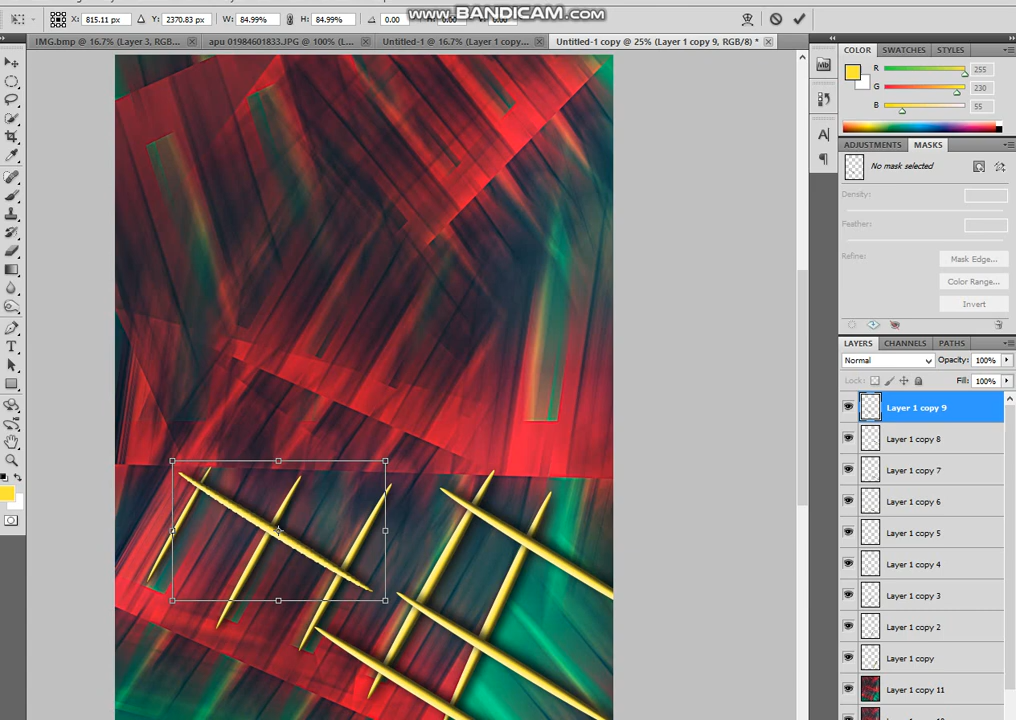 WWW.BANDICAM.COM
X: 815.11 px Y: 2370.83 px W: 84.99% H: 84.99% 0.00
IMG.bmp @ 16.7% (Layer 3, RGB/8... apu 01984601833.JPG @ 100% (L... Untitled-1 @ 16.7% (Layer 1 copy... Untitled-1 copy @ 25% (Layer 1 copy 9, RGB/8) *
COLOR SWATCHES STYLES
R 255
G 230
B 55
ADJUSTMENTS MASKS
No mask selected
Density:
Feather:
Refine: Mask Edge...
Color Range...
Invert
LAYERS CHANNELS PATHS
Normal Opacity: 100%
Lock: Fill: 100%
Layer 1 copy 9
Layer 1 copy 8
Layer 1 copy 7
Layer 1 copy 6
Layer 1 copy 5
Layer 1 copy 4
Layer 1 copy 3
Layer 1 copy 2
Layer 1 copy
Layer 1 copy 11